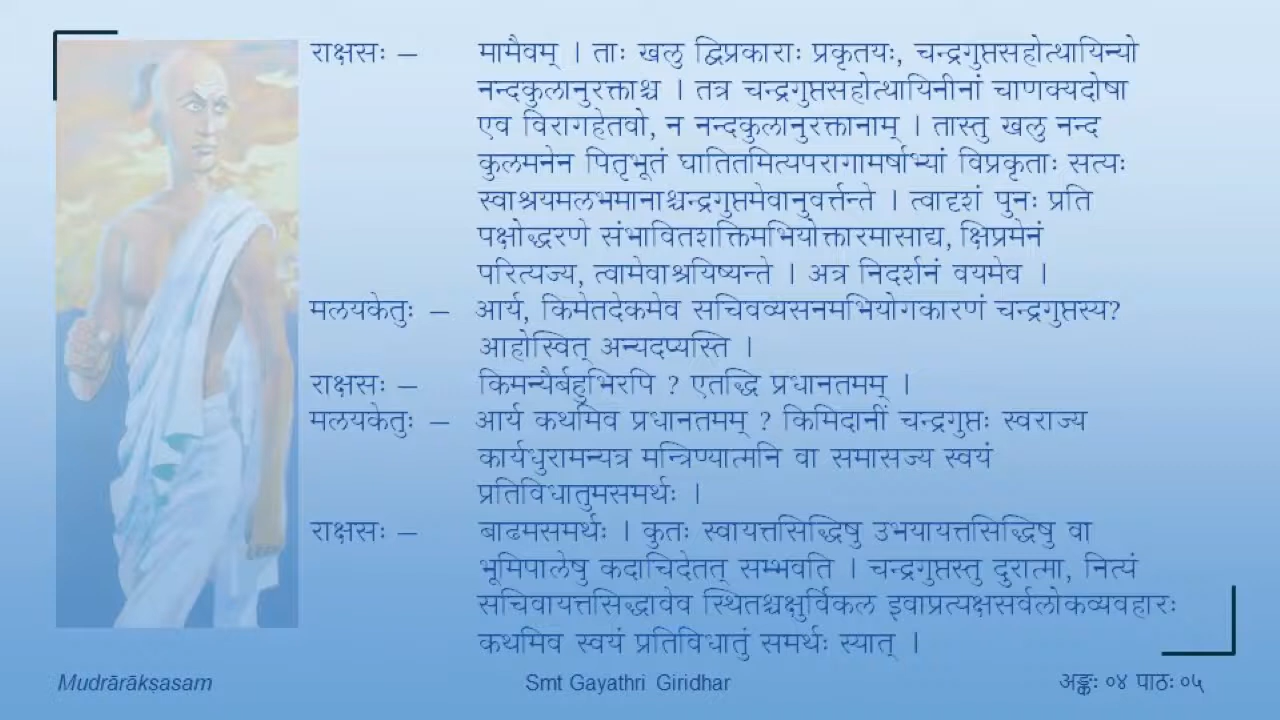 राक्षसः – मामैवम् । ताः खलु द्विप्रकाराः प्रकृतयः, चन्द्रगुप्तसहोत्थायिन्यो
नन्दकुलानुरक्ताश्च । तत्र चन्द्रगुप्तसहोत्थायिनीनां चाणक्यदोषा
एव विरागहेतवो, न नन्दकुलानुरक्तानाम् । तास्तु खलु नन्द
कुलमनेन पितृभूतं घातितमित्यपरागामर्षाभ्यां विप्रकृताः सत्यः
स्वाश्रयमलभमानाश्चन्द्रगुप्तमेवानुवर्त्तन्ते । त्वादृशं पुनः प्रति
पक्षोद्धरणे संभावितशक्तिमभियोक्तारमासाद्य, क्षिप्रमेनं
परित्यज्य, त्वामेवाश्रयिष्यन्ते । अत्र निदर्शनं वयमेव ।
मलयकेतुः – आर्य, किमेतदेकमेव सचिवव्यसनमभियोगकारणं चन्द्रगुप्तस्य?
आहोस्वित् अन्यदप्यस्ति ।
राक्षसः – किमन्यैर्बहुभिरपि ? एतद्धि प्रधानतमम् ।
मलयकेतुः – आर्य कथमिव प्रधानतमम् ? किमिदानीं चन्द्रगुप्तः स्वराज्य
कार्यधुरामन्यत्र मन्त्रिण्यात्मनि वा समासज्य स्वयं
प्रतिविधातुमसमर्थः ।
राक्षसः – बाढमसमर्थः । कुतः स्वायत्तसिद्धिषु उभयायत्तसिद्धिषु वा
भूमिपालेषु कदाचिदेतत् सम्भवति । चन्द्रगुप्तस्तु दुरात्मा, नित्यं
सचिवायत्तसिद्धावेव स्थितश्चक्षुर्विकल इवाप्रत्यक्षसर्वलोकव्यवहारः
कथमिव स्वयं प्रतिविधातुं समर्थः स्यात् ।
Mudrārākṣasam Smt Gayathri Giridhar अङ्कः ०४ पाठः ०५